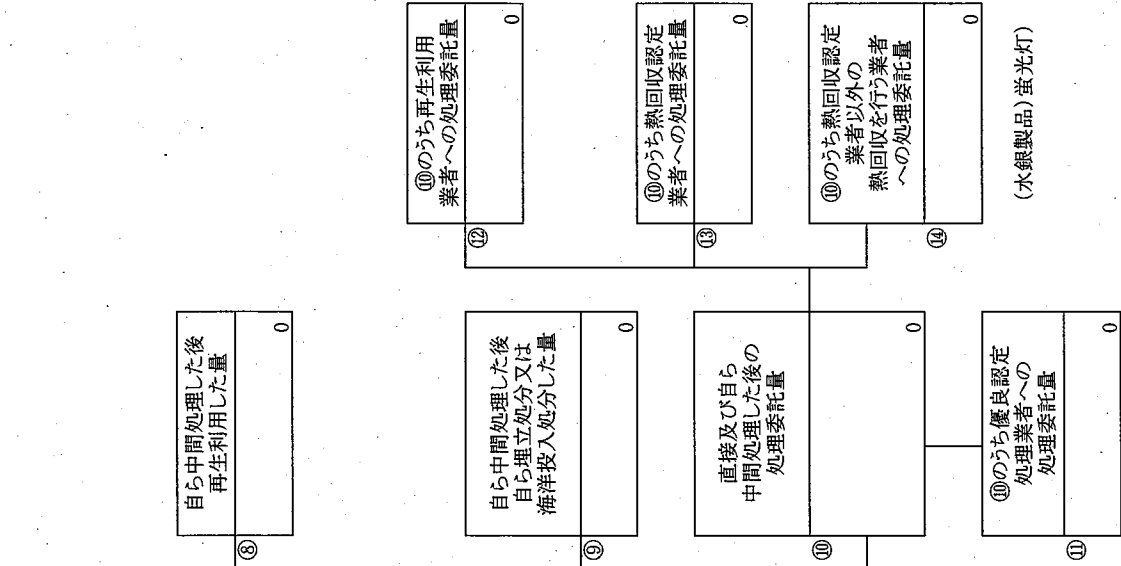 ⑧
自ら中間処理した後
再生利用した量
0
⑨
自ら中間処理した後
自ら埋立処分又は
海洋投入処分した量
0
⑩
直接及び自ら
中間処理した後の
処理委託量
0
⑪
⑩のうち優良認定
処理業者への
処理委託量
0
⑫
⑩のうち再生利用
業者への処理委託量
0
⑬
⑩のうち熱回収認定
業者への処理委託量
0
⑭
⑩のうち熱回収認定
業者以外の
熱回収を行う業者
への処理委託量
0
(水銀製品)蛍光灯)